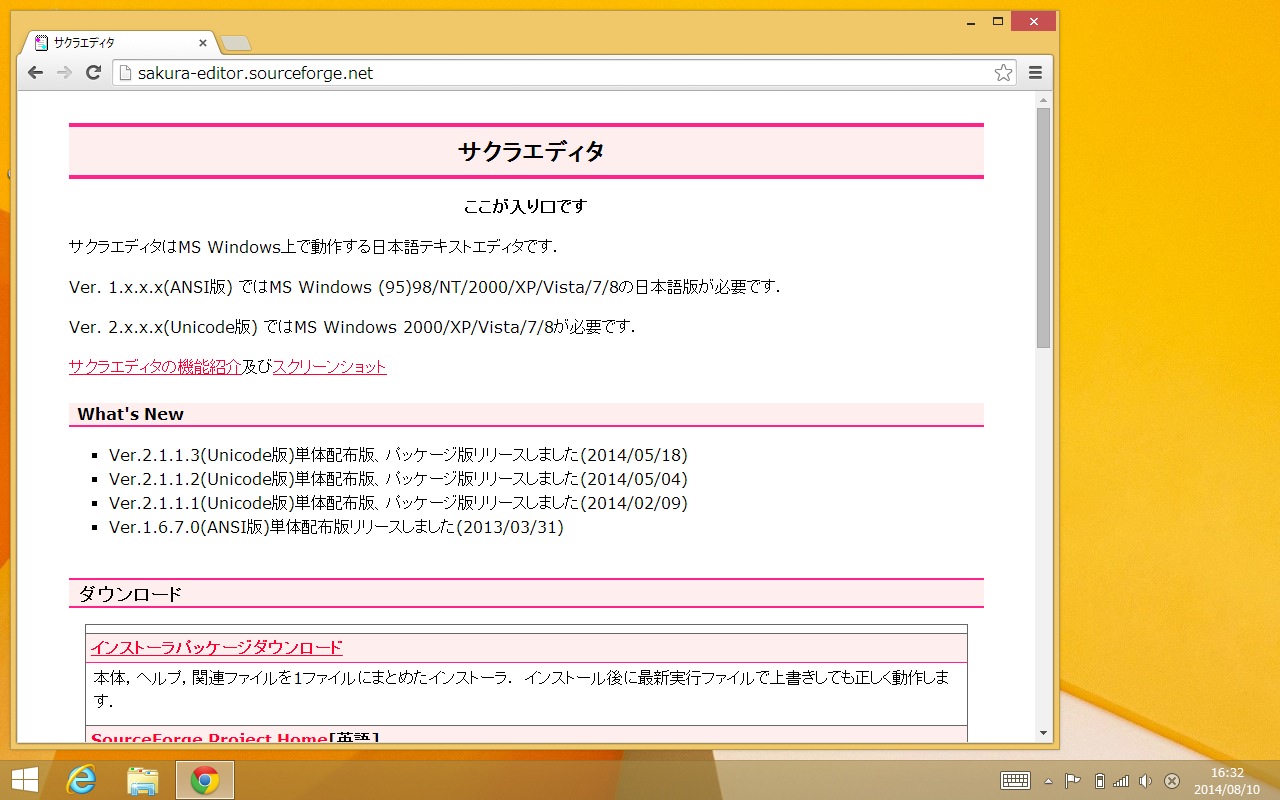 サクラエディタ
sakura-editor.sourceforge.net
サクラエディタ
ここが入り口です
サクラエディタはMS Windows上で動作する日本語テキストエディタです.
Ver. 1.x.x.x(ANSI版) ではMS Windows (95)98/NT/2000/XP/Vista/7/8の日本語版が必要です.
Ver. 2.x.x.x(Unicode版) ではMS Windows 2000/XP/Vista/7/8が必要です.
サクラエディタの機能紹介及びスクリーンショット
What's New
Ver.2.1.1.3(Unicode版)単体配布版、パッケージ版リリースしました(2014/05/18)
Ver.2.1.1.2(Unicode版)単体配布版、パッケージ版リリースしました(2014/05/04)
Ver.2.1.1.1(Unicode版)単体配布版、パッケージ版リリースしました(2014/02/09)
Ver.1.6.7.0(ANSI版)単体配布版リリースしました(2013/03/31)
ダウンロード
インストーラパッケージダウンロード
本体, ヘルプ, 関連ファイルを1ファイルにまとめたインストーラ. インストール後に最新実行ファイルで上書きしても正しく動作しま
す.
SourceForge Project Home[英語]
16:32
2014/08/10